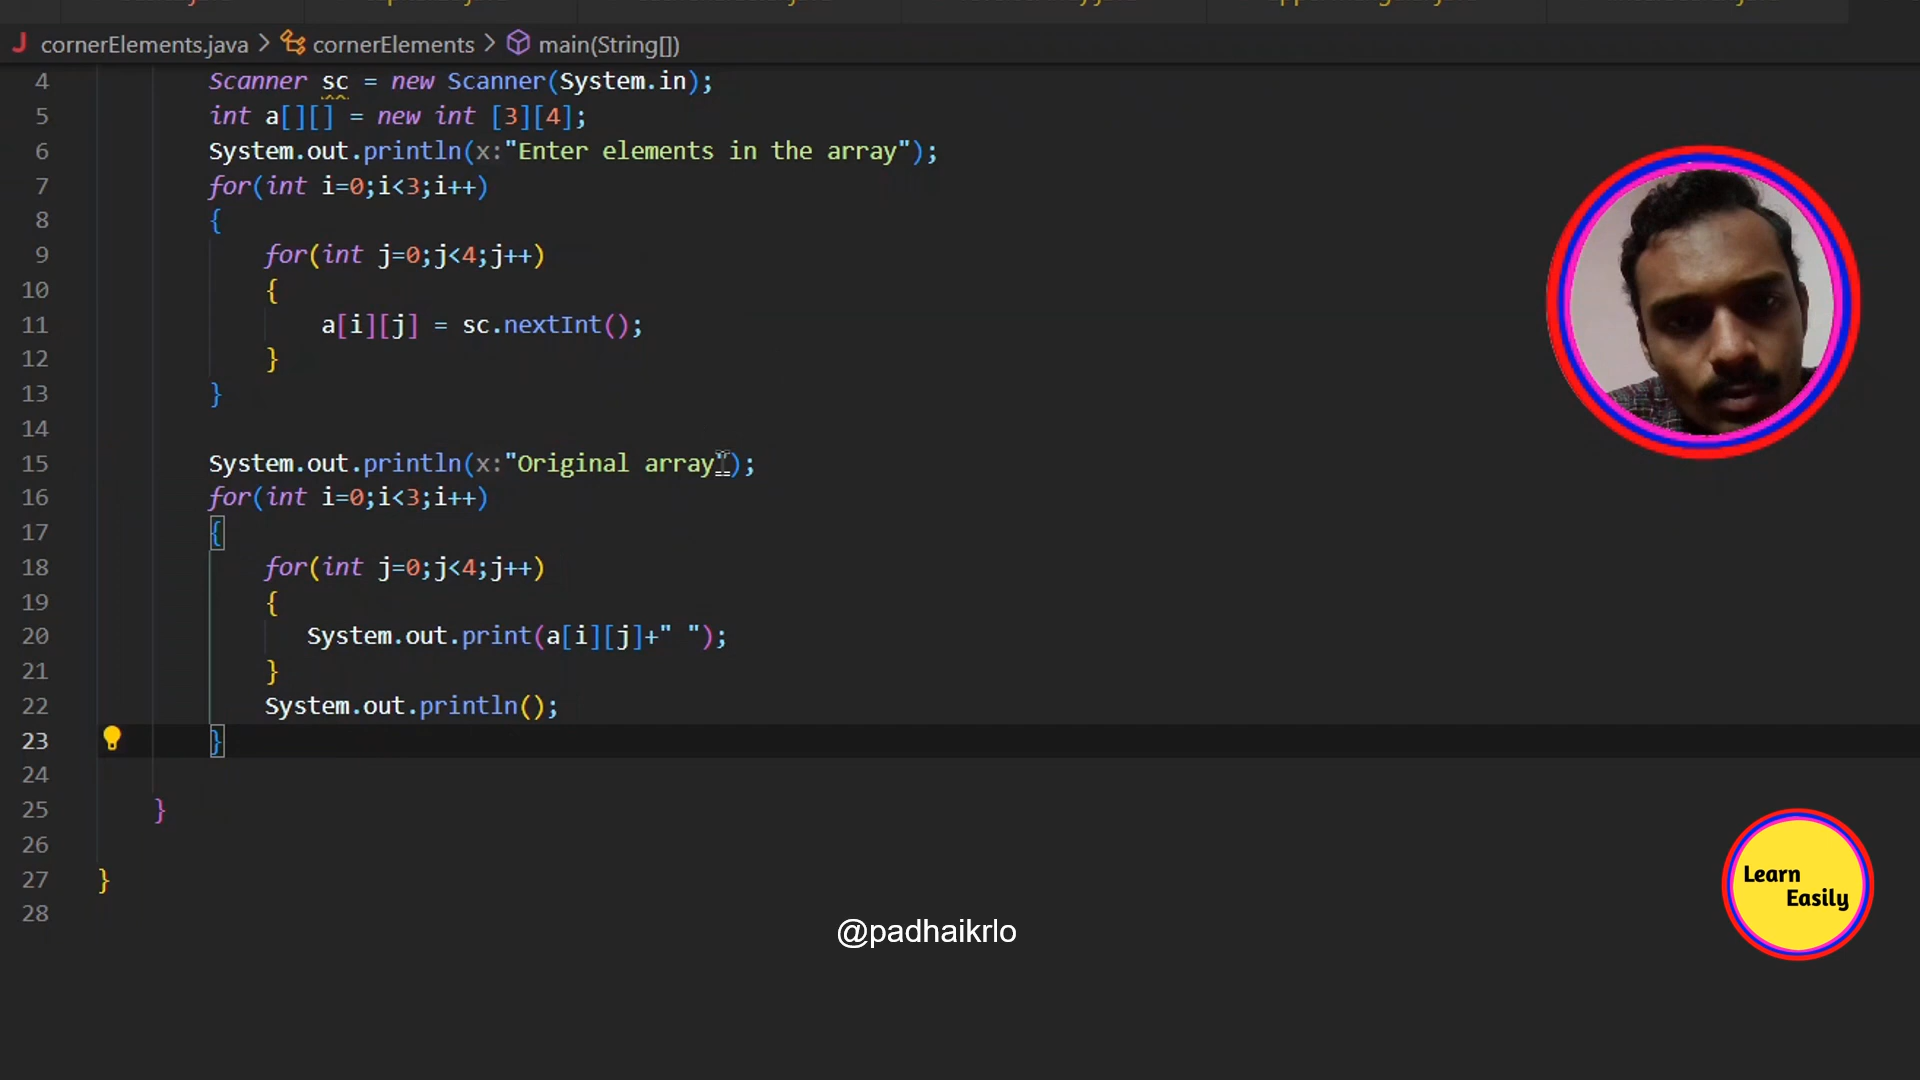 cornerElements.java > cornerElements > main(String[])
4 Scanner sc = new Scanner(System.in);
5 int a[][] = new int [3][4];
6 System.out.println(x:"Enter elements in the array");
7 for(int i=0;i<3;i++)
8 {
9 for(int j=0;j<4;j++)
10 {
11 a[i][j] = sc.nextInt();
12 }
13 }
14
15 System.out.println(x:"Original array");
16 for(int i=0;i<3;i++)
17 {
18 for(int j=0;j<4;j++)
19 {
20 System.out.print(a[i][j]+" ");
21 }
22 System.out.println();
23 }
24
25 }
26
27 }
28
Learn
Easily
@padhaikrlo